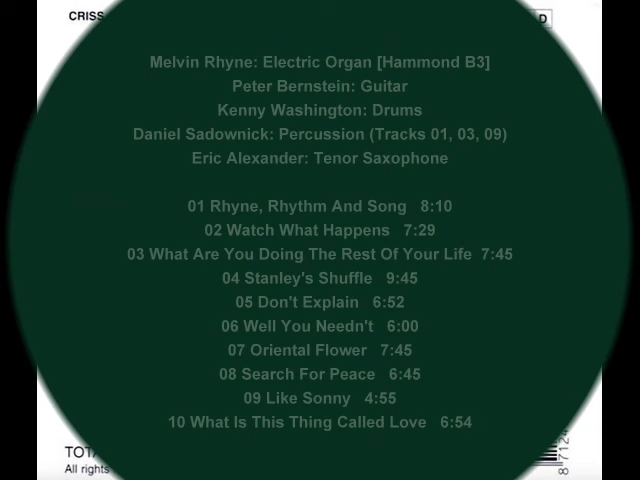 CRISS
D
Melvin Rhyne: Electric Organ [Hammond B3]
Peter Bernstein: Guitar
Kenny Washington: Drums
Daniel Sadownick: Percussion (Tracks 01, 03, 09)
Eric Alexander: Tenor Saxophone
01 Rhyne, Rhythm And Song 8:10
02 Watch What Happens 7:29
03 What Are You Doing The Rest Of Your Life 7:45
04 Stanley's Shuffle 9:45
05 Don't Explain 6:52
06 Well You Needn't 6:00
07 Oriental Flower 7:45
08 Search For Peace 6:45
09 Like Sonny 4:55
10 What Is This Thing Called Love 6:54
All rights
8 7124